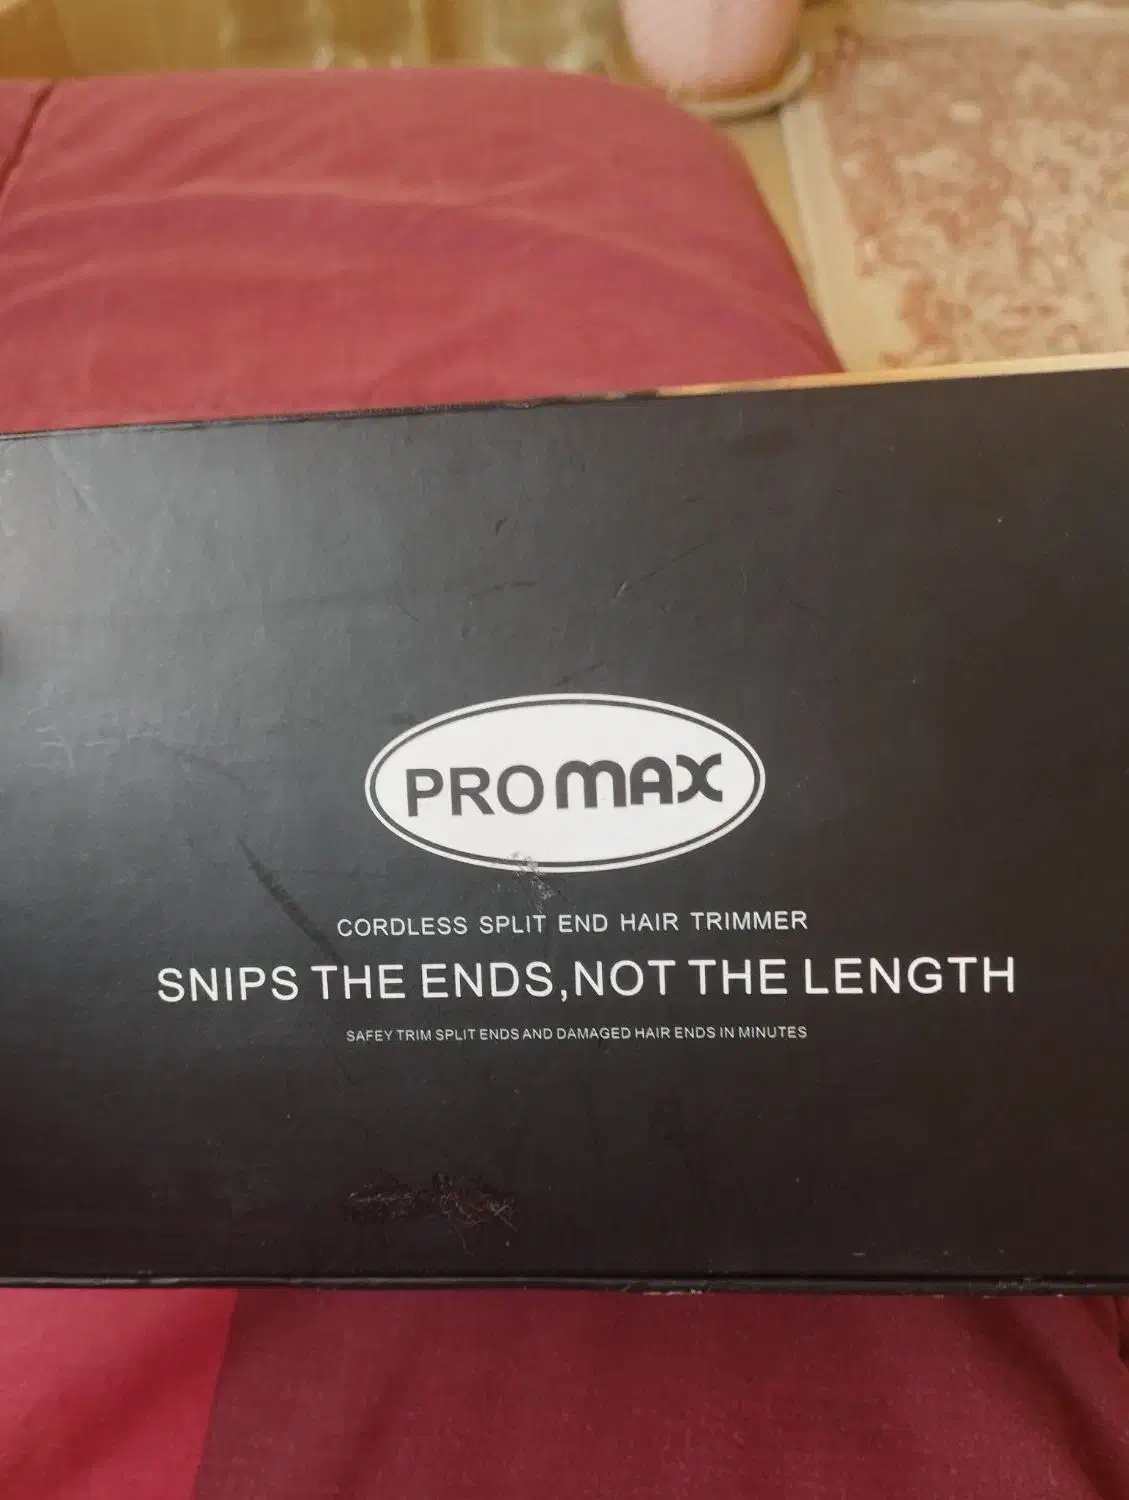 PROMAX
CORDLESS SPLIT END HAIR TRIMMER
SNIPS THE ENDS,NOT THE LENGTH
SAFEY TRIM SPLIT ENDS AND DAMAGED HAIR ENDS IN MINUTES